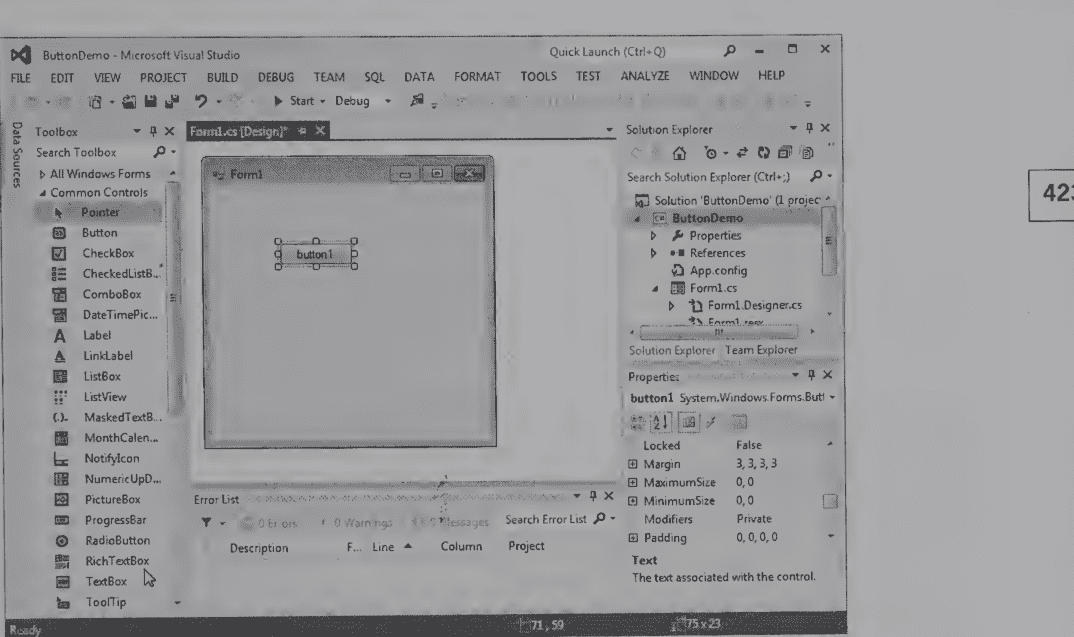 ButtonDemo - Microsoft Visual Studio
Quick Launch (Ctrl+Q)
FILE EDIT VIEW PROJECT BUILD DEBUG TEAM SQL DATA FORMAT TOOLS TEST ANALYZE WINDOW HELP
Start Debug
Data Sources
Toolbox
Search Toolbox
All Windows Forms
Common Controls
Pointer
Button
CheckBox
CheckedListB...
ComboBox
DateTimePic...
Label
LinkLabel
ListBox
ListView
MaskedTextB...
MonthCalen...
NotifyIcon
NumericUpD...
PictureBox
ProgressBar
RadioButton
RichTextBox
TextBox
ToolTip
Form1.cs [Design]*
Form1
button1
Error List
0 Warnings
Search Error List
Description F... Line Column Project
Solution Explorer
Search Solution Explorer (Ctrl+;)
Solution 'ButtonDemo' (1 projec
ButtonDemo
Properties
References
App.config
Form1.cs
Form1.Designer.cs
Form1.resx
Solution Explorer Team Explorer
Properties
button1 System.Windows.Forms.Butt
Locked False
Margin 3, 3, 3, 3
MaximumSize 0, 0
MinimumSize 0, 0
Modifiers Private
Padding 0, 0, 0, 0
Text
The text associated with the control.
Ready
71, 59
75 x 23
423